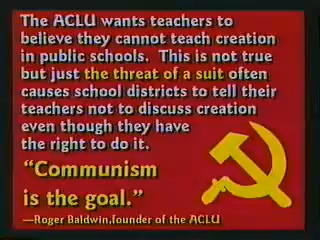 The ACLU wants teachers to
believe they cannot teach creation
in public schools.  This is not true
but just the threat of a suit often
causes school districts to tell their
teachers not to discuss creation
even though they have
the right to do it.
“Communism
is the goal.”
—Roger Baldwin,founder of the ACLU